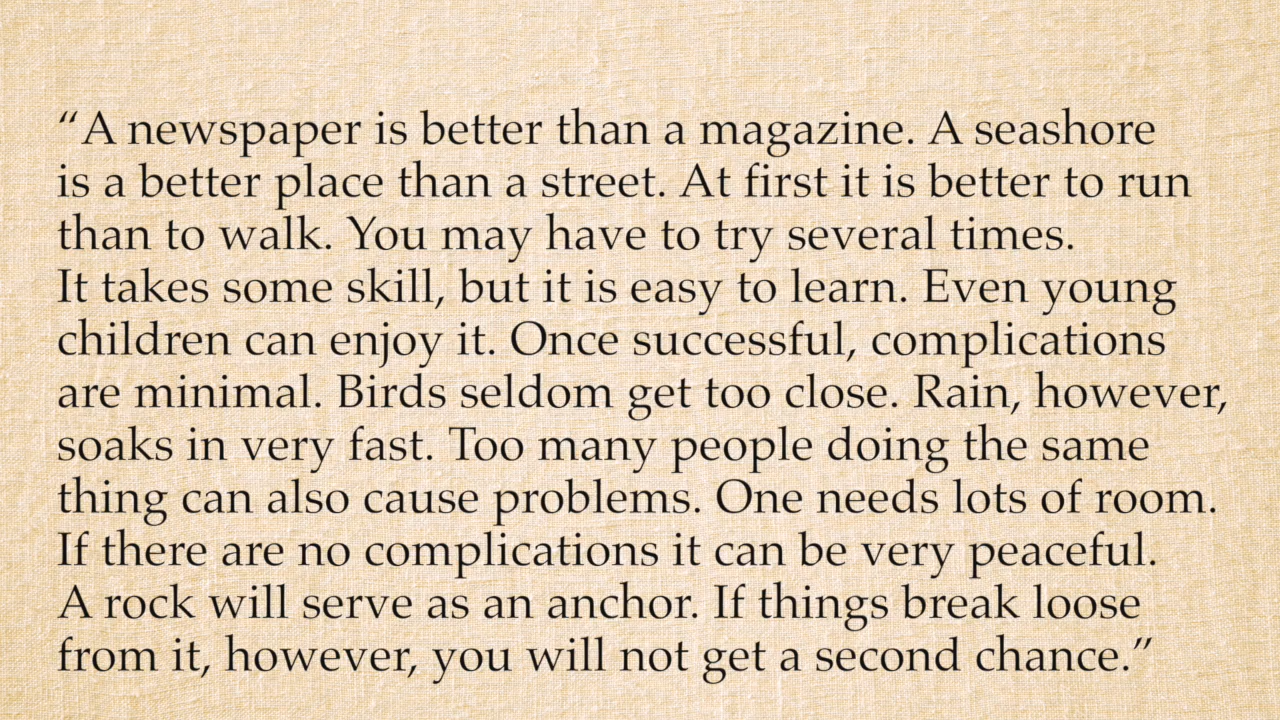 “A newspaper is better than a magazine. A seashore
is a better place than a street. At first it is better to run
than to walk. You may have to try several times.
It takes some skill, but it is easy to learn. Even young
children can enjoy it. Once successful, complications
are minimal. Birds seldom get too close. Rain, however,
soaks in very fast. Too many people doing the same
thing can also cause problems. One needs lots of room.
If there are no complications it can be very peaceful.
A rock will serve as an anchor. If things break loose
from it, however, you will not get a second chance.”